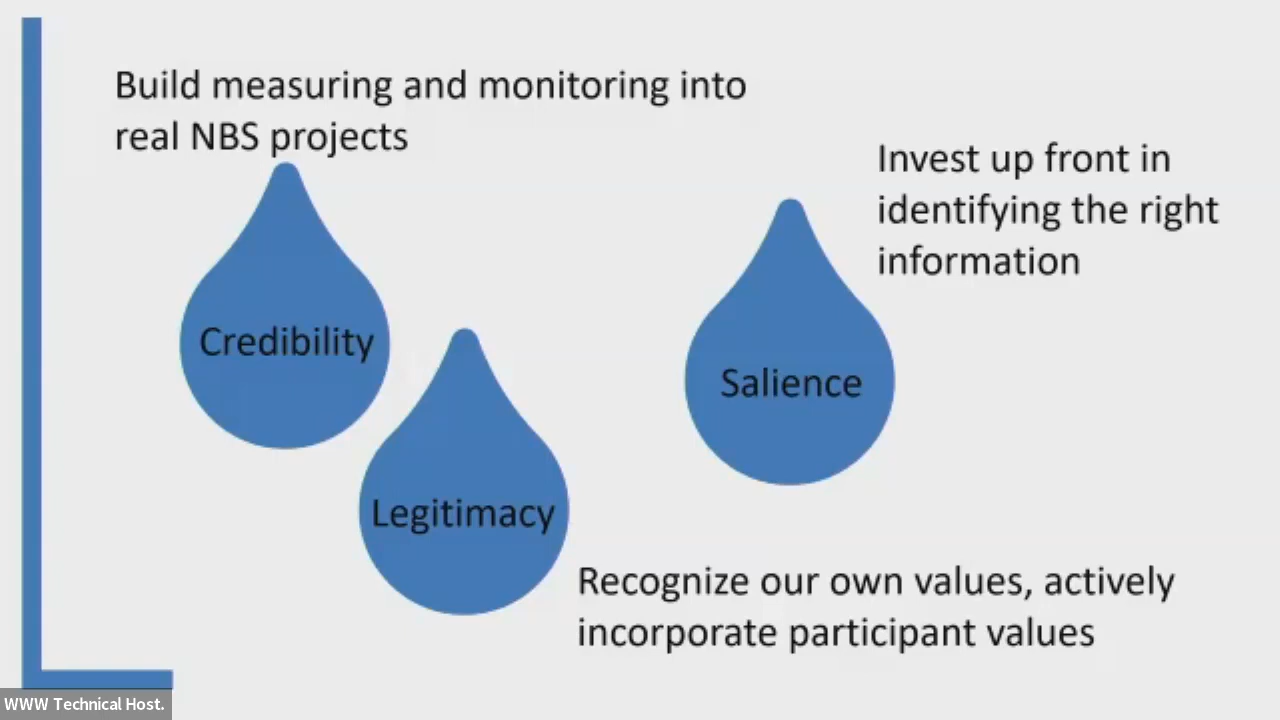 Build measuring and monitoring into
real NBS projects
Invest up front in
identifying the right
information
Credibility
Salience
Legitimacy
Recognize our own values, actively
incorporate participant values
WWW Technical Host.